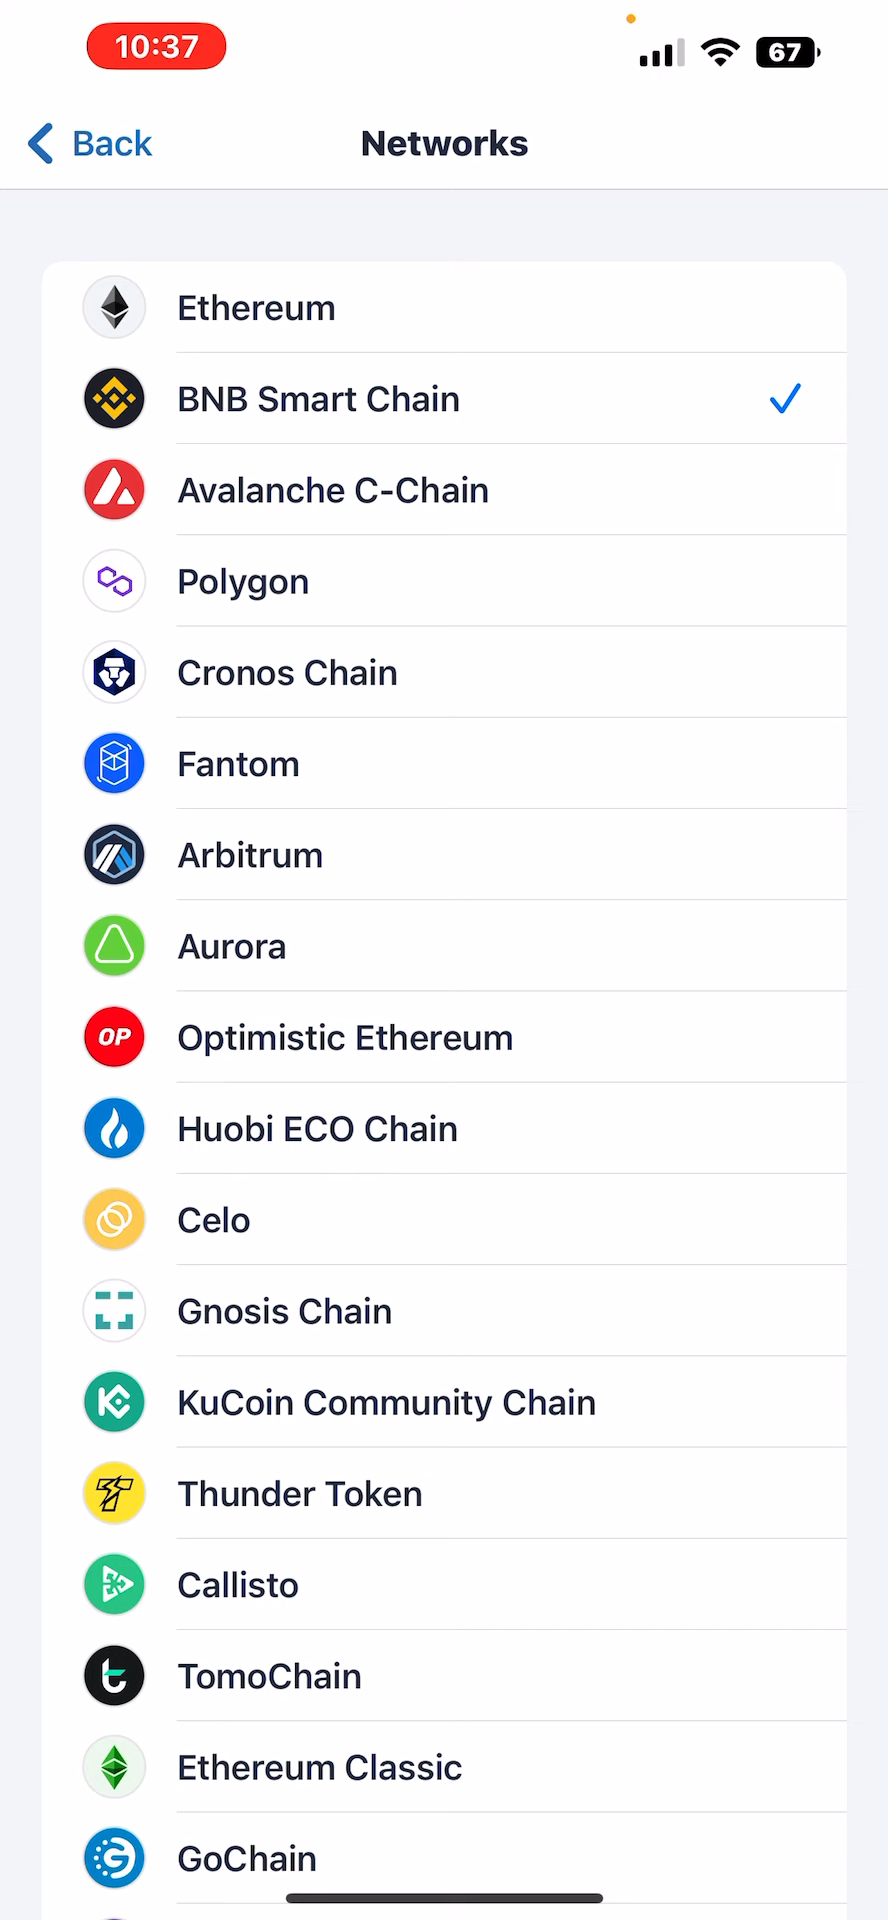 10:37
67
Back
Networks
Ethereum
BNB Smart Chain
Avalanche C-Chain
Polygon
Cronos Chain
Fantom
Arbitrum
Aurora
OP
Optimistic Ethereum
Huobi ECO Chain
Celo
Gnosis Chain
KuCoin Community Chain
Thunder Token
Callisto
TomoChain
Ethereum Classic
GoChain